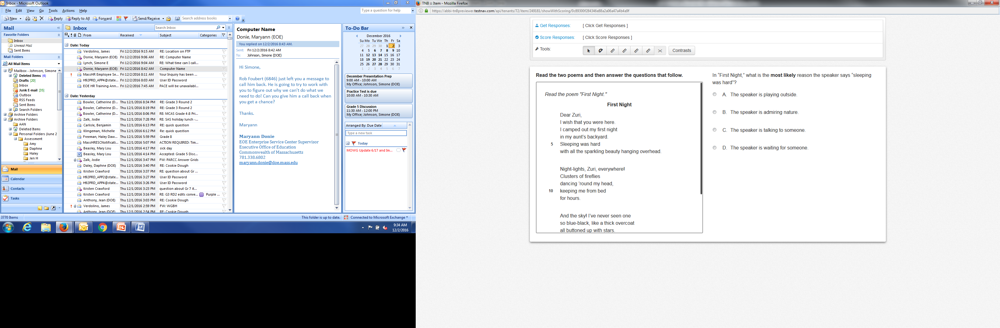 Inbox - Microsoft Outlook
File Edit View Go Tools Actions Help
Type a question for help
New Reply Reply to All Forward Send/Receive Search address books
Mail
Favorite Folders
Inbox
Unread Mail
Sent Items
Mail Folders
All Mail Items
Mailbox - Johnson, Simone
Deleted Items (4)
Drafts [20]
Inbox
Junk E-mail [35]
Outbox
RSS Feeds
Sent Items
Search Folders
Archive Folders
Archive Folders
AAN
Deleted Items
Personal Folders (June 2
Assessment
Amy
Daphne
Haley
Jen H
Mail
Calendar
Contacts
Tasks
3770 Items
Inbox
Search Inbox
From Received Subject Categories
Date: Today
Verdolino, James Fri 12/2/2016 9:15 AM RE: Location on FTP
Donie, Maryann (EOE) Fri 12/2/2016 9:06 AM RE: Computer Name
Lynch, Simone E Fri 12/2/2016 9:04 AM RE: What time can I call...
Donie, Maryann (EOE) Fri 12/2/2016 8:42 AM Computer Name
MassHR Employee Se... Fri 12/2/2016 8:11 AM Your Inquiry has been ...
H92PRD_APP4@state... Fri 12/2/2016 8:03 AM User ID Password
EOE HR Training Ann... Fri 12/2/2016 7:45 AM PACE will be unavailabl...
Date: Yesterday
Bowler, Catherine (D... Thu 12/1/2016 8:34 PM RE: Grade 3 Round 2
Bowler, Catherine (D... Thu 12/1/2016 8:19 PM RE: Grade 3 Round 2
Bowler, Catherine (D... Thu 12/1/2016 8:06 PM RE: MCAS Grade 4-8 Pri...
Zalk, Jodie Thu 12/1/2016 7:28 PM RE: SAS holiday lunch -...
Carlisle, Benjamin Thu 12/1/2016 6:13 PM RE: quick question
Klingeman, Michelle Thu 12/1/2016 6:12 PM Re: quick question
Freeman, Haley Daw... Thu 12/1/2016 5:59 PM Grade 8
MassHRESCNotificati... Thu 12/1/2016 5:07 PM ACTION REQUIRED: Tim...
Beasley, Mary Lou Thu 12/1/2016 4:17 PM sick day
Beasley, Mary Lou Thu 12/1/2016 4:14 PM Accepted: Grade 5 Disc...
Zalk, Jodie Thu 12/1/2016 3:47 PM FW: PARCC Answer Grids
Daley, Daphne (DOE) Thu 12/1/2016 3:40 PM RE: Cookie Dough
Kristen Crawford Thu 12/1/2016 3:37 PM RE: question about Gr ...
H92PRD_APP2@state... Thu 12/1/2016 3:27 PM User ID Password
H92PRD_APP4@state... Thu 12/1/2016 3:26 PM User ID Password
Kristen Crawford Thu 12/1/2016 3:23 PM question about Gr 7 it...
Kristen Crawford Thu 12/1/2016 3:16 PM RE: G3 RD2 edits conve... Purple ...
Anthony, Jean (DOE) Thu 12/1/2016 3:03 PM RE: Cookie Dough
Verdolino, James Thu 12/1/2016 2:59 PM FW: WGBH
Anthony, Jean (DOE) Thu 12/1/2016 2:54 PM RE: Cookie Dough
Computer Name
Donie, Maryann (EOE)
You replied on 12/2/2016 8:43 AM.
Sent: Fri 12/2/2016 8:42 AM
To: Johnson, Simone (DOE)
Hi Simone,
Rob Foubert (6846) just left you a message to
call him back. He is going to try to work with
you to figure out why we can't do what we
need to do! Can you give him a call back when
you get a chance?
Thanks.
Maryann
Maryann Donie
EOE Enterprise Service Center Supervisor
Executive Office of Education
Commonwealth of Massachusetts
781.338.6802
maryann.donie@doe.mass.edu
To-Do Bar
December 2016
Su Mo Tu We Th Fr Sa
27 28 29 30 1 2 3
4 5 6 7 8 9 10
11 12 13 14 15 16 17
18 19 20 21 22 23 24
25 26 27 28 29 30 31
1 2 3 4 5 6 7
December Presentation Prep
9:00 AM - 10:00 AM
My Office; Johnson, Simone (DOE)
Practice Test is due
10:00 AM - 10:30 AM
Grade 5 Discussion
11:30 AM - 12:00 PM
My Office; Johnson, Simone (DOE)
Arranged By: Due Date
Type a new task
Today
MOWG Update 6/17 and Im...
This folder is up to date. Connected to Microsoft Exchange
9:34 AM
12/2/2016
TN8 ::: Item - Mozilla Firefox
https://abbi-tn8previewer.testnav.com/api/tenants/72/item/249181/showWithScoring/0c89300f284346e88a2a06a47a4b4a9f
Get Responses: [ Click Get Responses ]
Score Responses: [ Click Score Responses ]
Tools: Contrasts
Read the two poems and then answer the questions that follow.
Read the poem "First Night."
First Night
Dear Zuri,
I wish that you were here.
I camped out my first night
in my aunt’s backyard.
5 Sleeping was hard
with all the sparkling beauty hanging overhead.
Night-lights, Zuri, everywhere!
Clusters of fireflies
dancing ’round my head,
10 keeping me from bed
for hours.
And the sky! I’ve never seen one
so blue-black, like a thick overcoat
all buttoned up with stars.
In “First Night,” what is the most likely reason the speaker says “sleeping
was hard”?
A. The speaker is playing outside.
B. The speaker is admiring nature.
C. The speaker is talking to someone.
D. The speaker is waiting for someone.